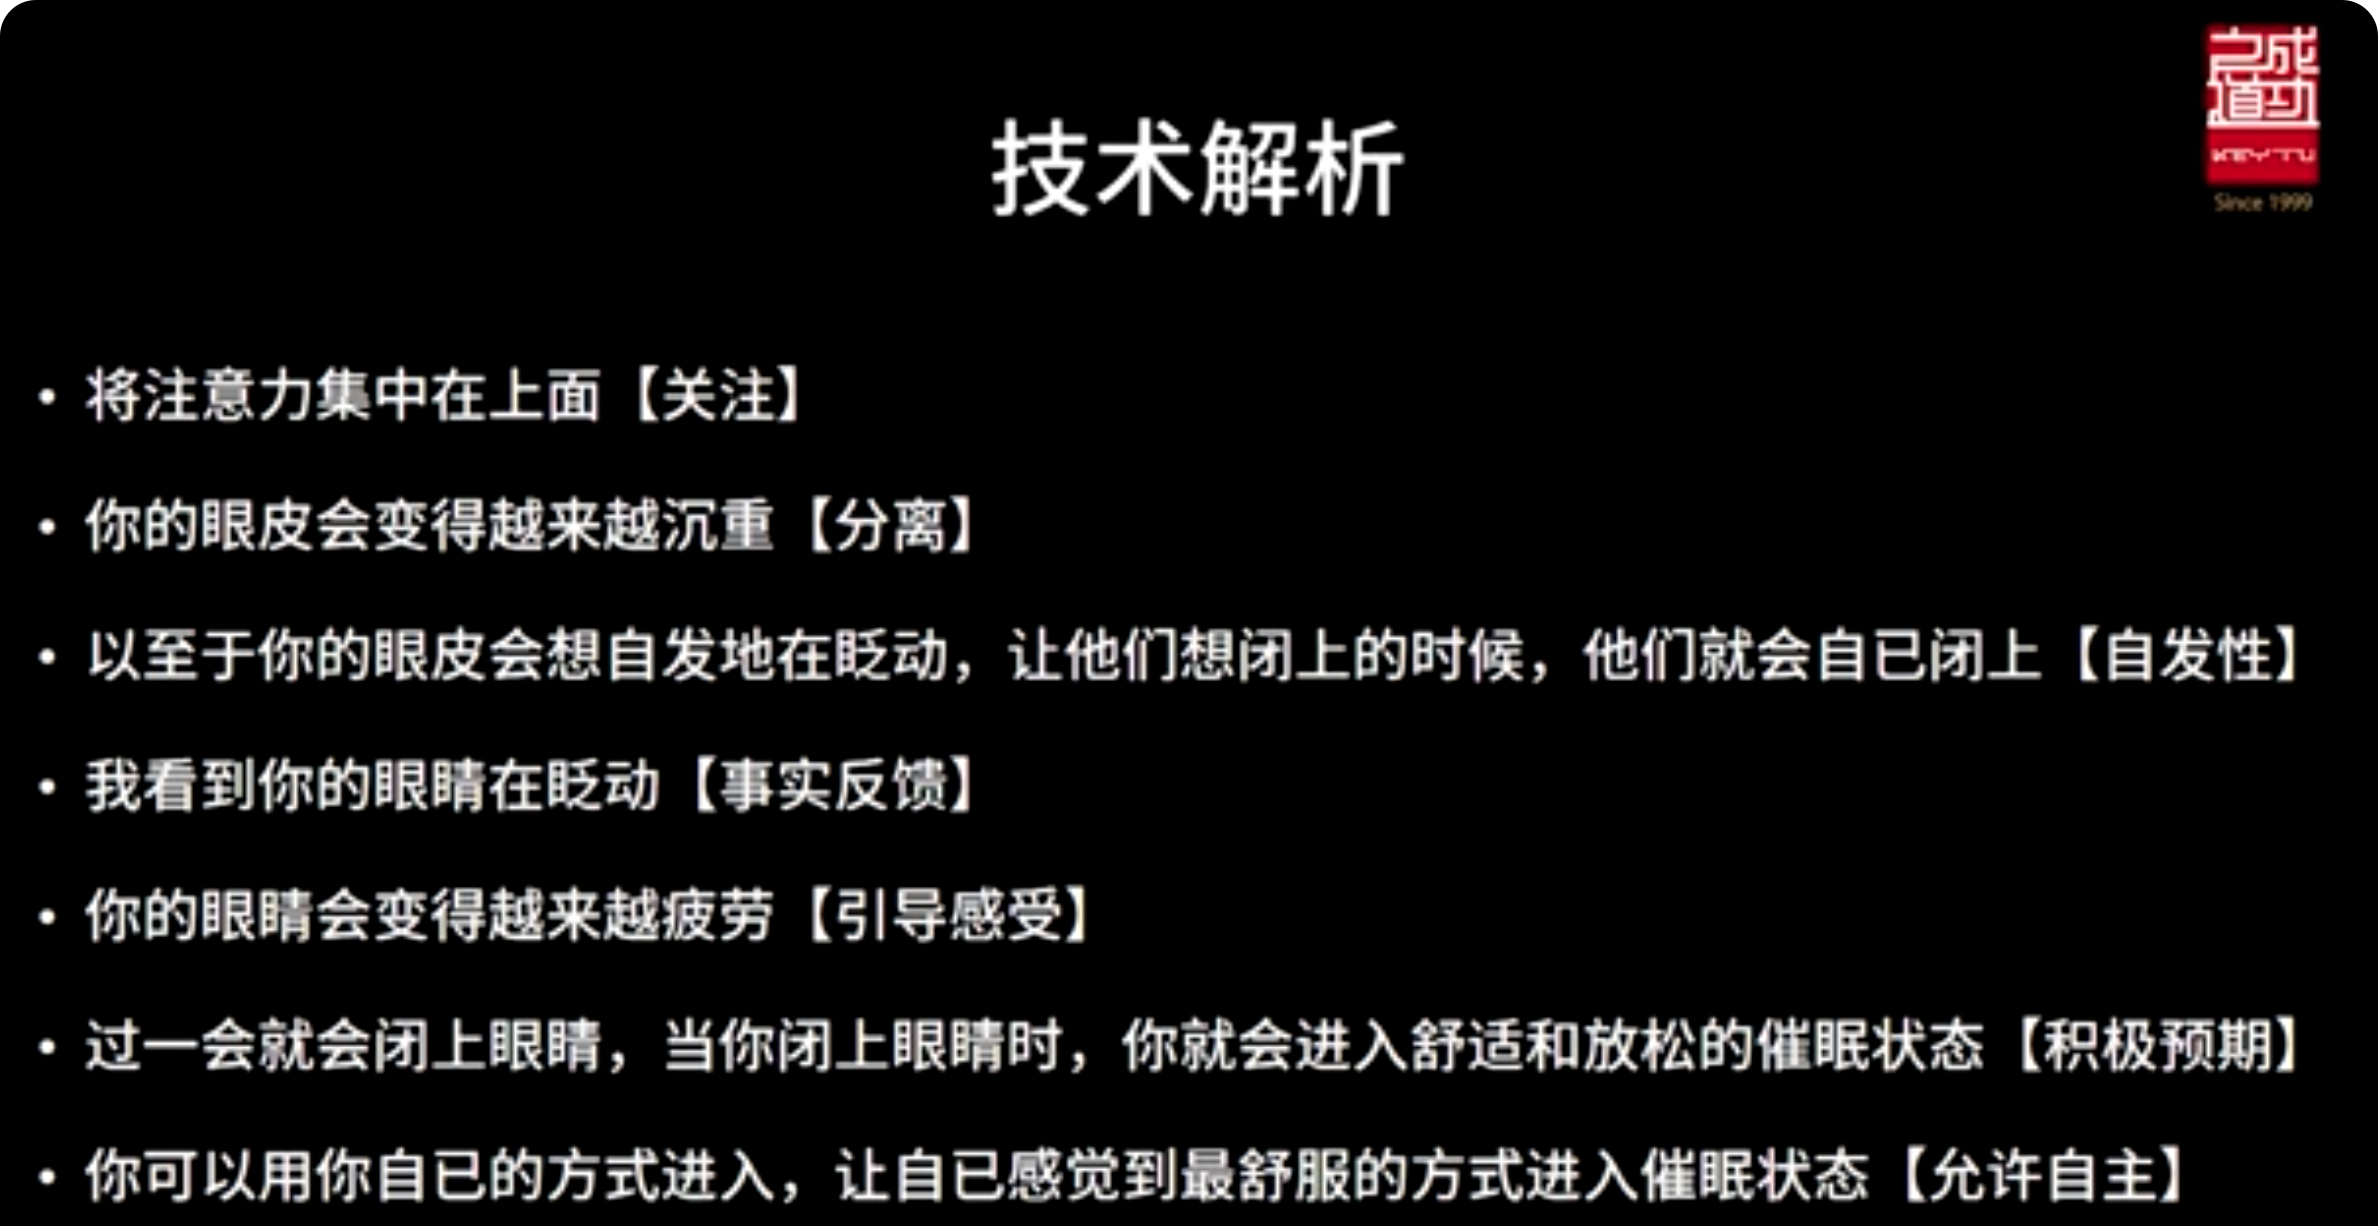 之成
道功
KEYTU
Since 1999
技术解析
• 将注意力集中在上面【关注】
• 你的眼皮会变得越来越沉重【分离】
• 以至于你的眼皮会想自发地在眨动，让他们想闭上的时候，他们就会自已闭上【自发性】
• 我看到你的眼睛在眨动【事实反馈】
• 你的眼睛会变得越来越疲劳【引导感受】
• 过一会就会闭上眼睛，当你闭上眼睛时，你就会进入舒适和放松的催眠状态【积极预期】
• 你可以用你自已的方式进入，让自已感觉到最舒服的方式进入催眠状态【允许自主】